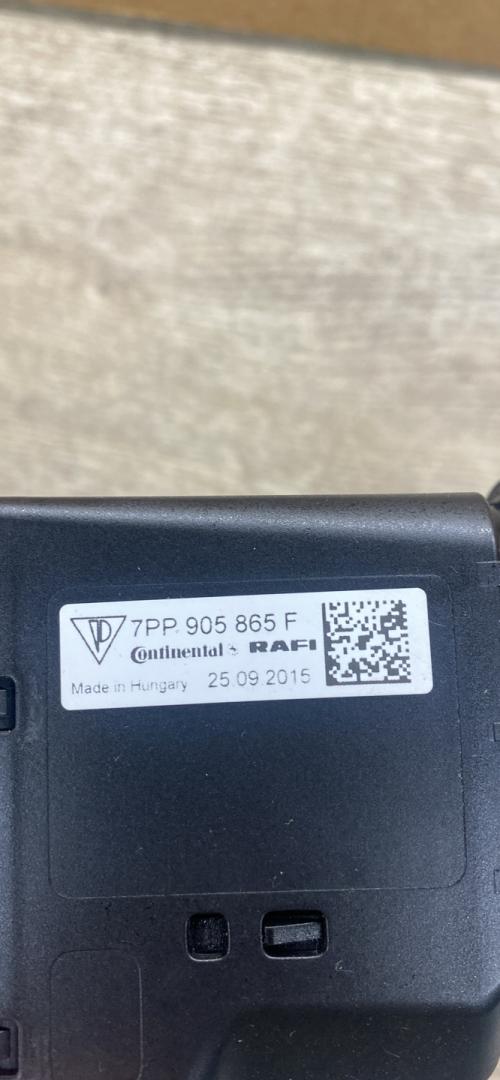 7PP 905 865 F
Continental RAFI
Made in Hungary 25.09.2015